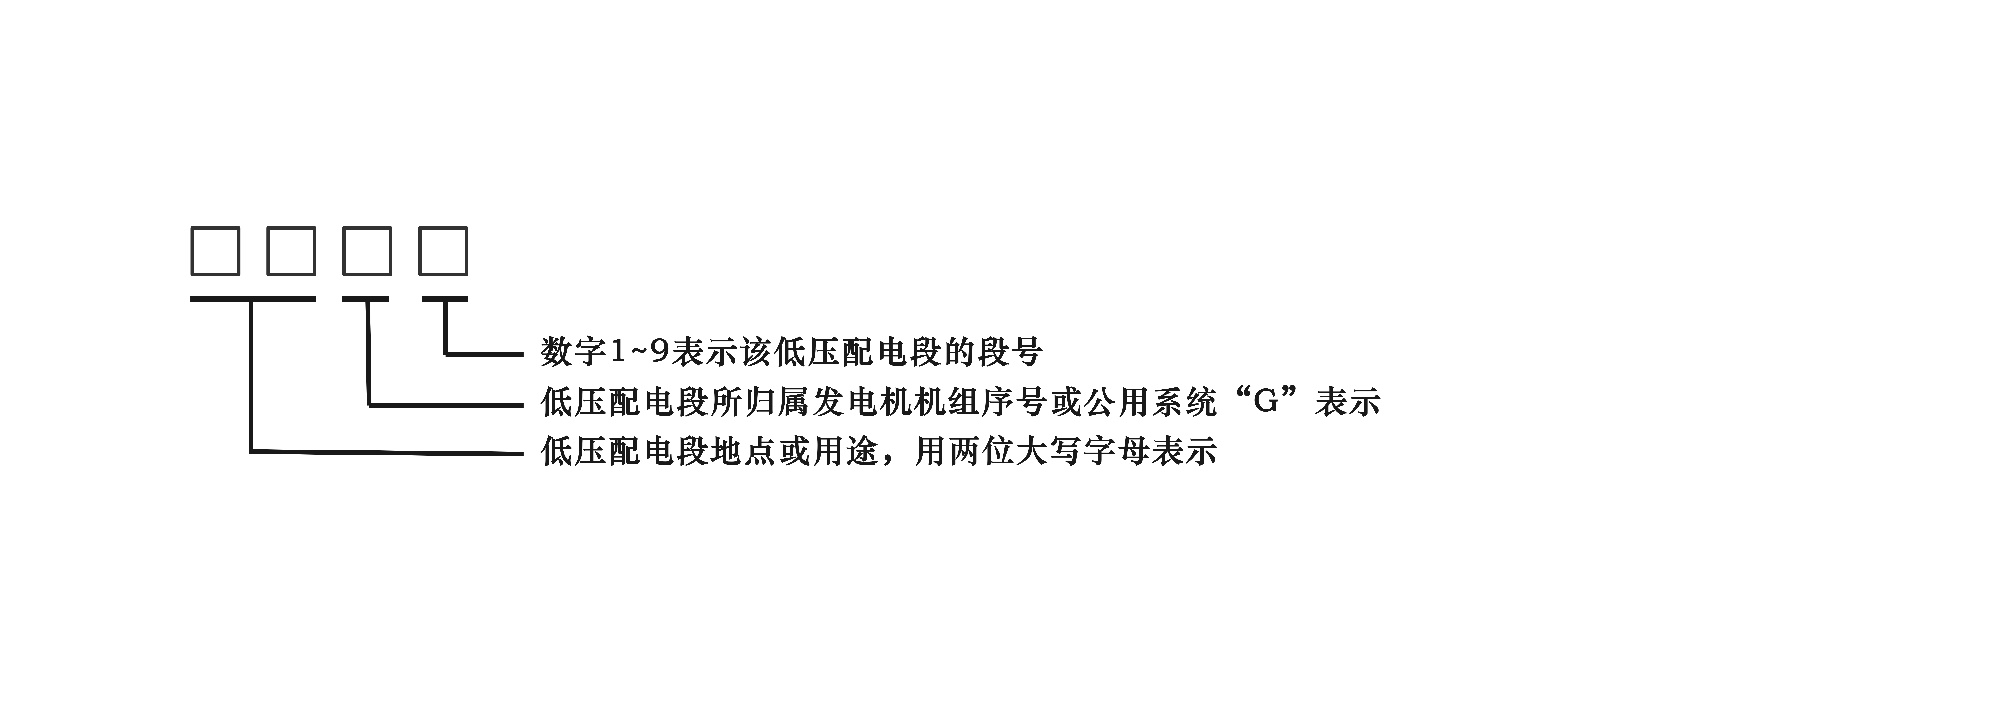 数字1~9表示该低压配电段的段号
低压配电段所归属发电机机组序号或公用系统“G”表示
低压配电段地点或用途，用两位大写字母表示